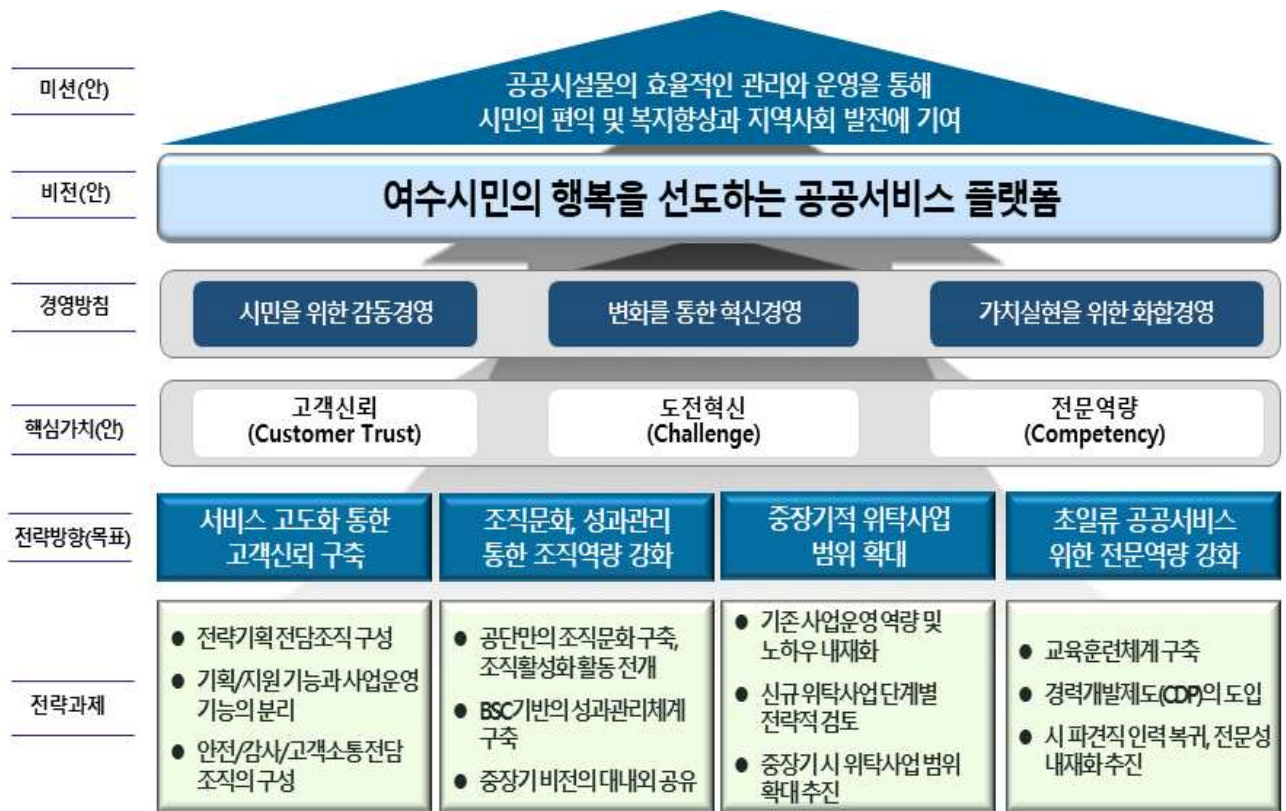 미션(안)
공공시설물의 효율적인 관리와 운영을 통해
시민의 편익 및 복지향상과 지역사회 발전에 기여
비전(안)
여수시민의 행복을 선도하는 공공서비스 플랫폼
경영방침
시민을 위한 감동경영
변화를 통한 혁신경영
가치실현을 위한 화합경영
핵심가치(안)
고객신뢰
(Customer Trust)
도전혁신
(Challenge)
전문역량
(Competency)
전략방향(목표)
서비스 고도화 통한
고객신뢰 구축
조직문화, 성과관리
통한 조직역량 강화
중장기적 위탁사업
범위 확대
초일류 공공서비스
위한 전문역량 강화
전략과제
● 전략기획 전담조직 구성
● 기획/지원 기능과 사업운영
기능의 분리
● 안전/감사/고객소통 전담
조직의 구성
● 공단만의 조직문화 구축,
조직활성화 활동 전개
● BSC기반의 성과관리체계
구축
● 중장기 비전의 대내외 공유
● 기존 사업운영 역량 및
노하우 내재화
● 신규 위탁사업 단계별
전략적 검토
● 중장기 시 위탁사업 범위
확대 추진
● 교육훈련체계 구축
● 경력개발제도(CDP)의 도입
● 시 파견직 인력 복귀, 전문성
내재화 추진